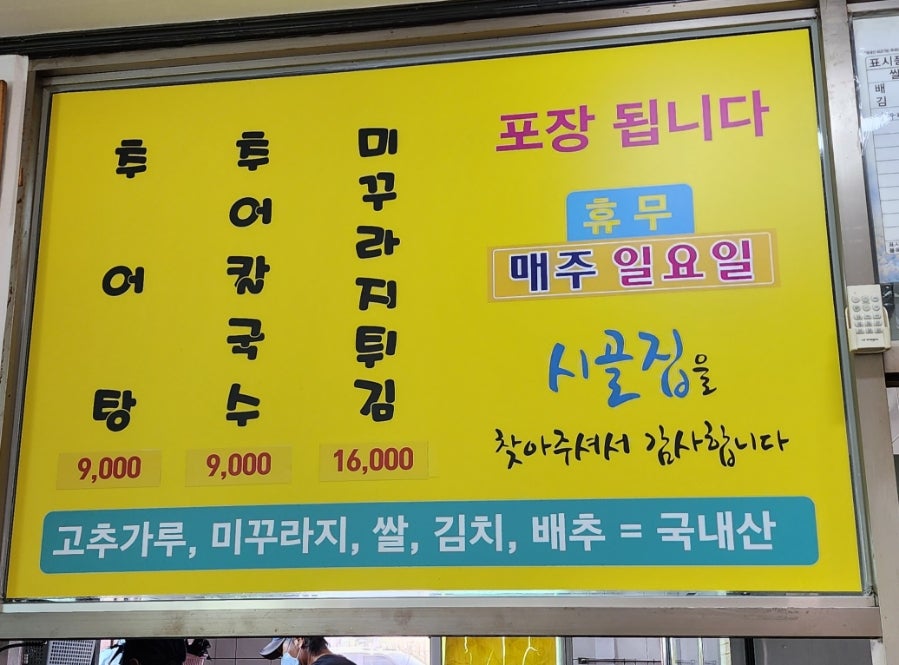 추어탕
9,000
추어칼국수
9,000
미꾸라지튀김
16,000
포장 됩니다
휴무
매주 일요일
시골집을
찾아주셔서 감사합니다
고추가루, 미꾸라지, 쌀, 김치, 배추 = 국내산
쌀
배
김